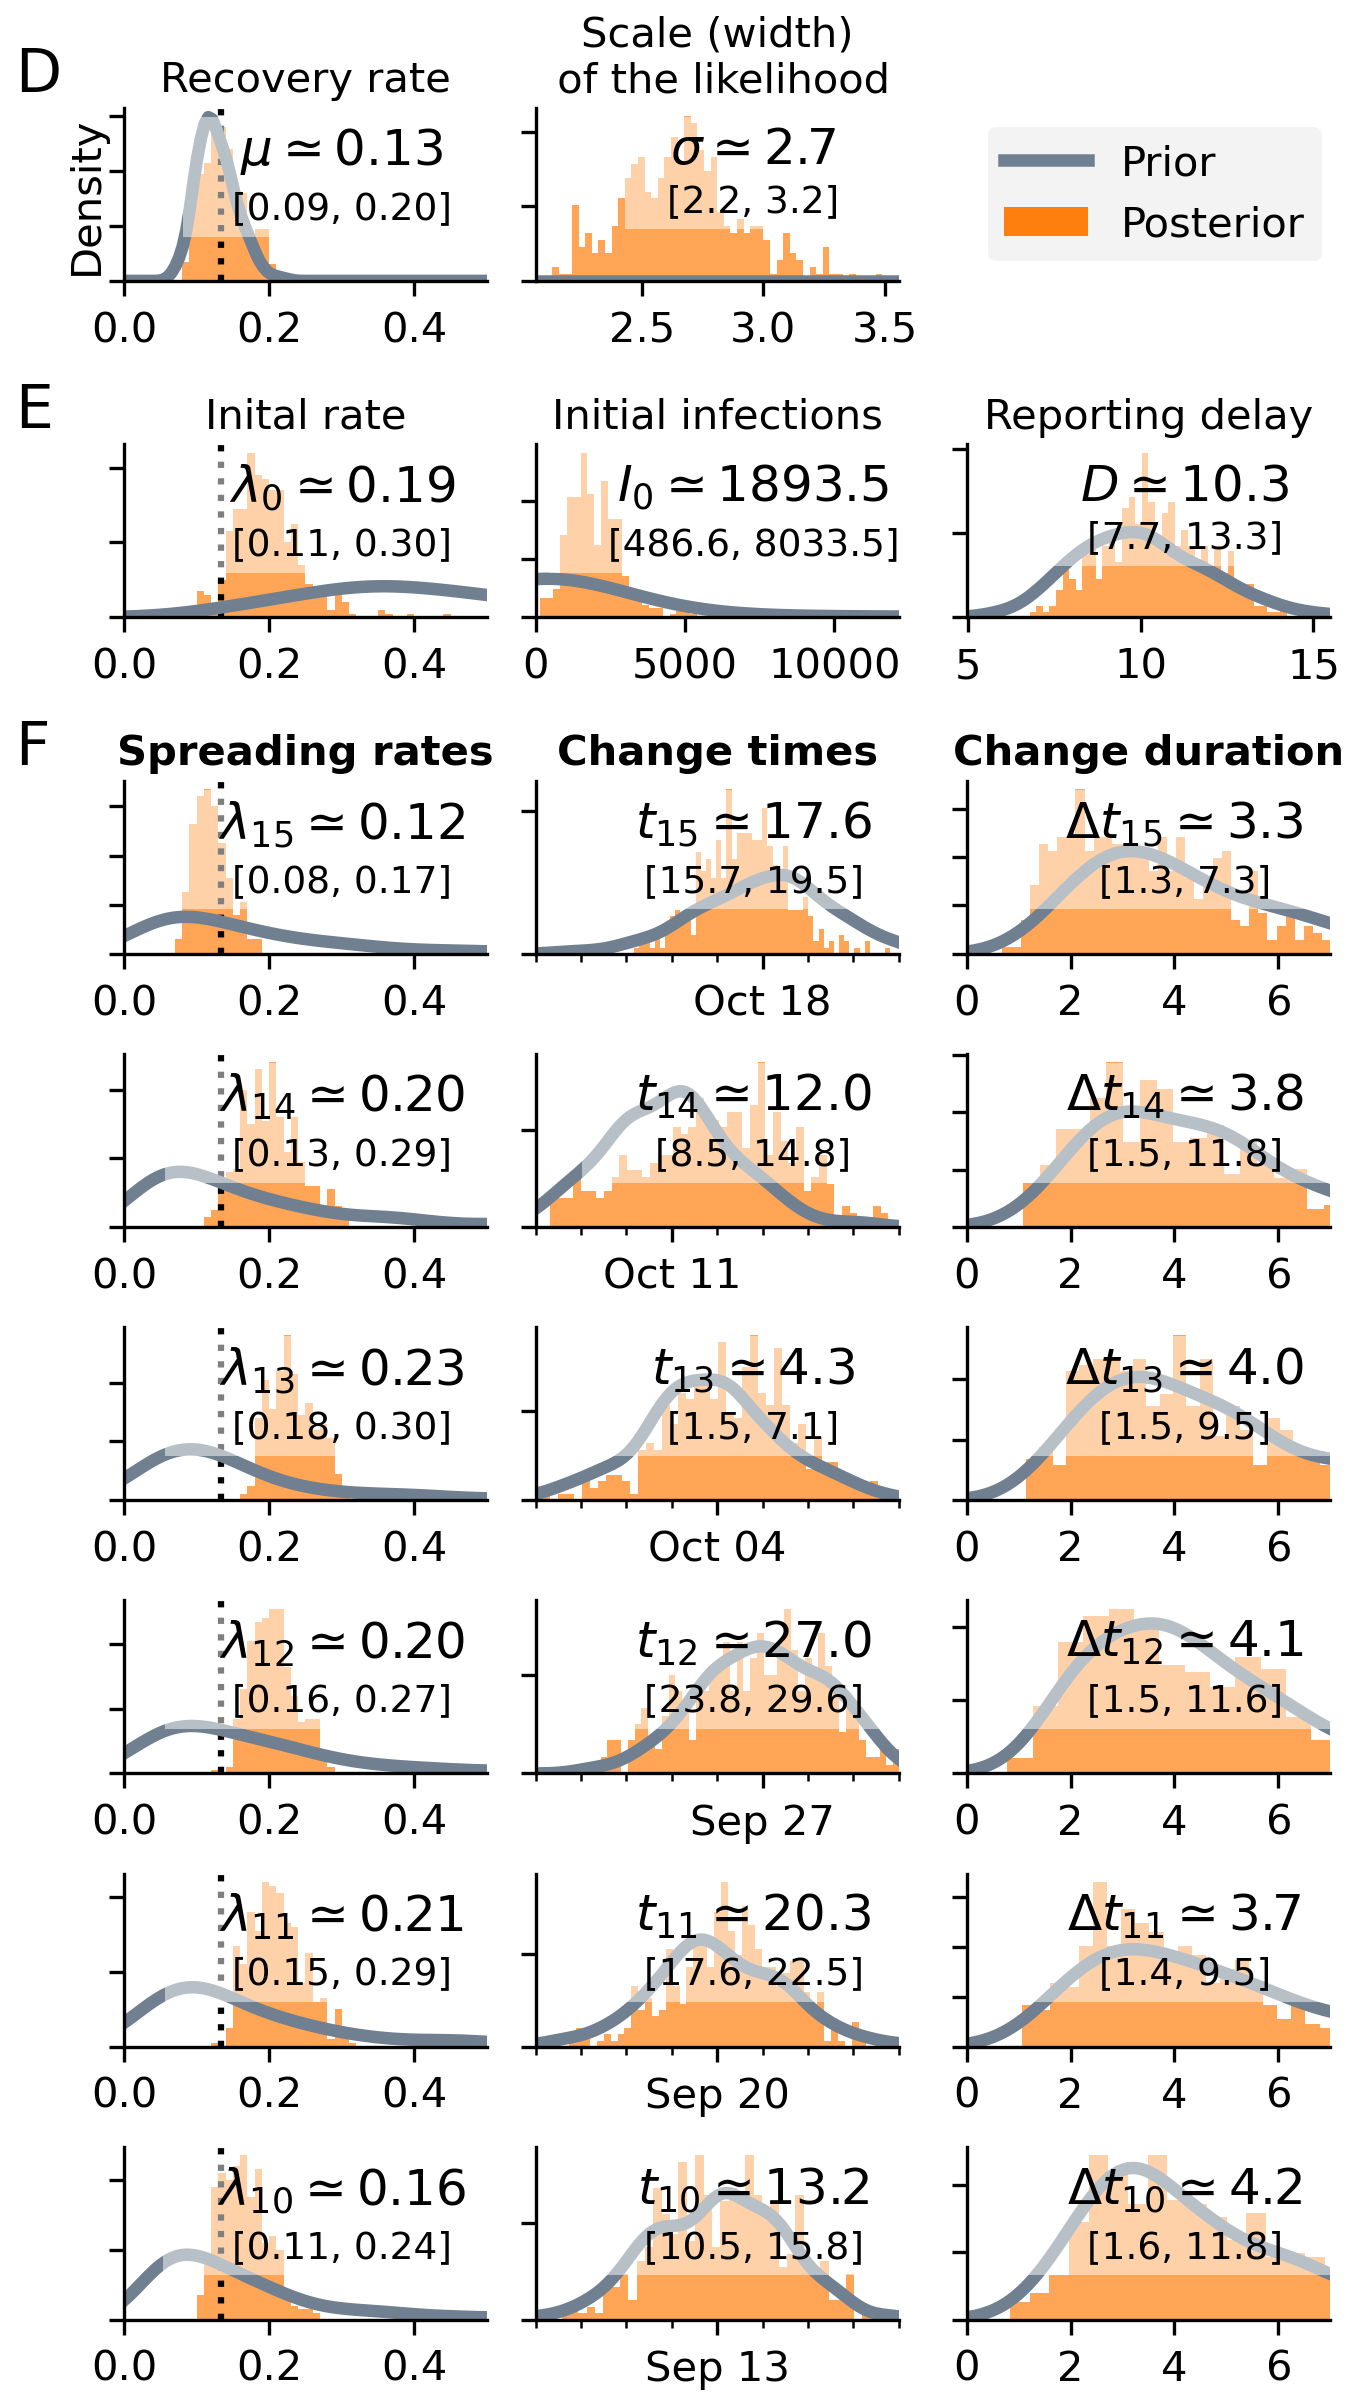 D
Recovery rate
Scale (width)
of the likelihood
Density
μ ≃ 0.13
[0.09, 0.20]
0.0 0.2 0.4
σ ≃ 2.7
[2.2, 3.2]
2.5 3.0 3.5
Prior
Posterior
E
Inital rate
λ0 ≃ 0.19
[0.11, 0.30]
0.0 0.2 0.4
Initial infections
I0 ≃ 1893.5
[486.6, 8033.5]
0 5000 10000
Reporting delay
D ≃ 10.3
[7.7, 13.3]
5 10 15
F
Spreading rates
Change times
Change duration
λ15 ≃ 0.12
[0.08, 0.17]
0.0 0.2 0.4
t15 ≃ 17.6
[15.7, 19.5]
Oct 18
Δt15 ≃ 3.3
[1.3, 7.3]
0 2 4 6
λ14 ≃ 0.20
[0.13, 0.29]
0.0 0.2 0.4
t14 ≃ 12.0
[8.5, 14.8]
Oct 11
Δt14 ≃ 3.8
[1.5, 11.8]
0 2 4 6
λ13 ≃ 0.23
[0.18, 0.30]
0.0 0.2 0.4
t13 ≃ 4.3
[1.5, 7.1]
Oct 04
Δt13 ≃ 4.0
[1.5, 9.5]
0 2 4 6
λ12 ≃ 0.20
[0.16, 0.27]
0.0 0.2 0.4
t12 ≃ 27.0
[23.8, 29.6]
Sep 27
Δt12 ≃ 4.1
[1.5, 11.6]
0 2 4 6
λ11 ≃ 0.21
[0.15, 0.29]
0.0 0.2 0.4
t11 ≃ 20.3
[17.6, 22.5]
Sep 20
Δt11 ≃ 3.7
[1.4, 9.5]
0 2 4 6
λ10 ≃ 0.16
[0.11, 0.24]
0.0 0.2 0.4
t10 ≃ 13.2
[10.5, 15.8]
Sep 13
Δt10 ≃ 4.2
[1.6, 11.8]
0 2 4 6